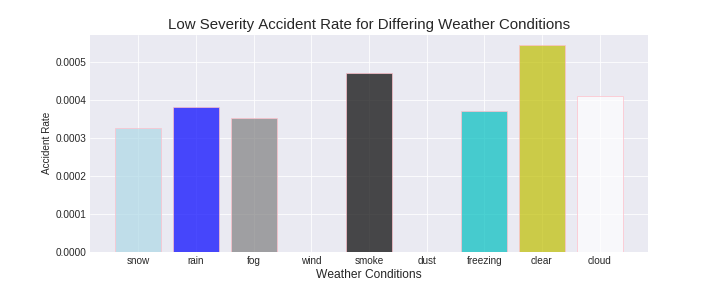 Low Severity Accident Rate for Differing Weather Conditions
Accident Rate
0.0005
0.0004
0.0003
0.0002
0.0001
0.0000
snow rain fog wind smoke dust freezing clear cloud
Weather Conditions